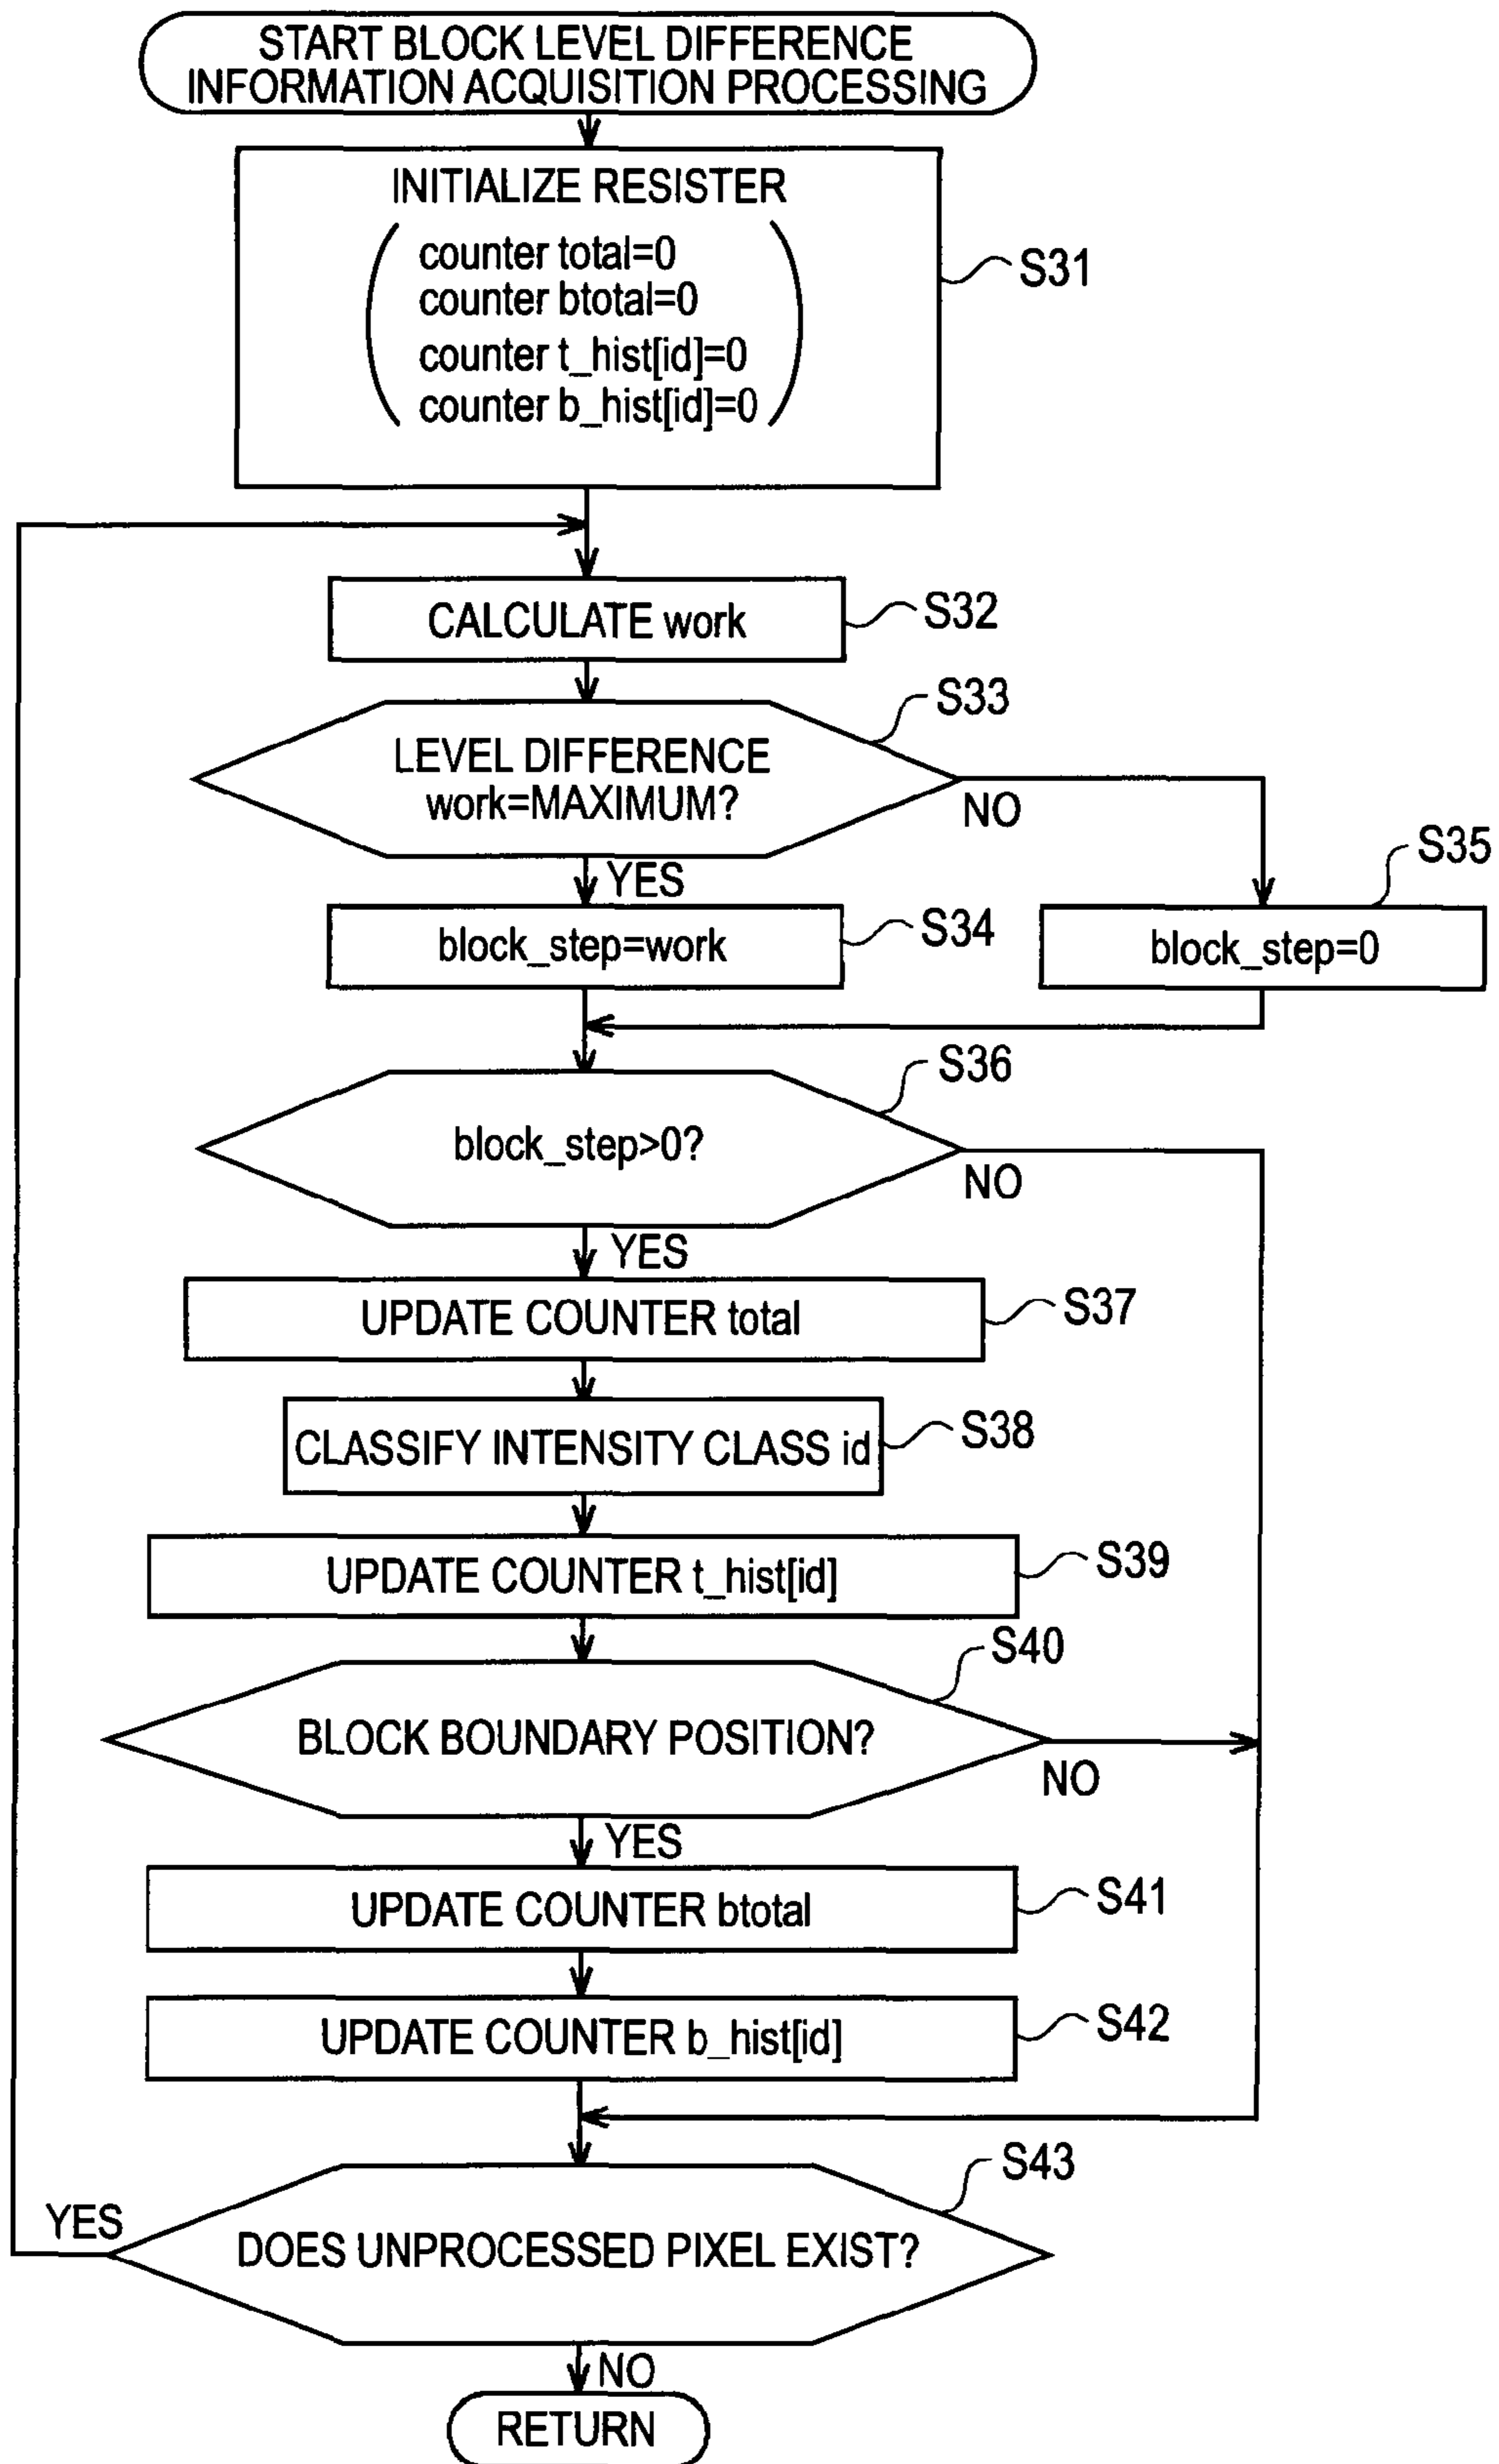 START BLOCK LEVEL DIFFERENCE
INFORMATION ACQUISITION PROCESSING
INITIALIZE RESISTER
counter total=0
counter btotal=0
counter t_hist[id]=0
counter b_hist[id]=0
S31
CALCULATE work
S32
S33
LEVEL DIFFERENCE
work=MAXIMUM?
NO
YES
S35
block_step=work
S34
block_step=0
S36
block_step>0?
NO
YES
UPDATE COUNTER total
S37
CLASSIFY INTENSITY CLASS id
S38
UPDATE COUNTER t_hist[id]
S39
S40
BLOCK BOUNDARY POSITION?
NO
YES
UPDATE COUNTER btotal
S41
UPDATE COUNTER b_hist[id]
S42
S43
YES
DOES UNPROCESSED PIXEL EXIST?
NO
RETURN